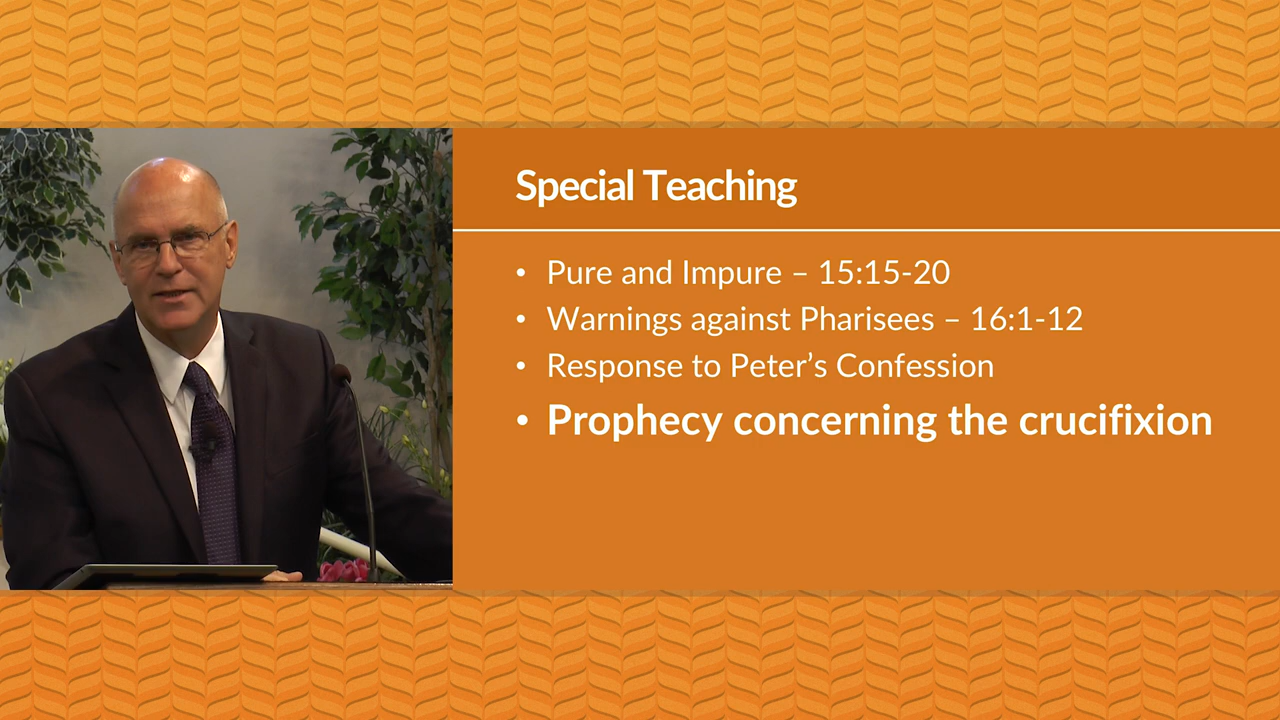 Special Teaching
• Pure and Impure – 15:15-20
• Warnings against Pharisees – 16:1-12
• Response to Peter’s Confession
• Prophecy concerning the crucifixion